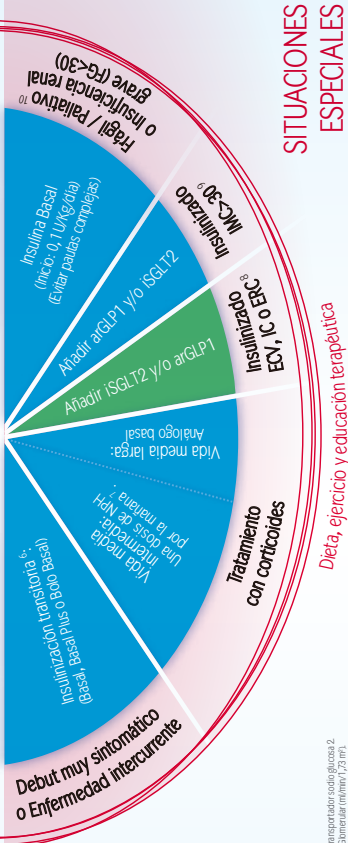 SITUACIONES
ESPECIALES
Frágil / Paliativo
o Insuficiencia renal
grave (FG<30) 10
Insulina Basal
(Inicio: 0,1 U/Kg/día)
(Evitar pautas complejas)
Insulinizado
IMC>30 9
Añadir arGLP1 y/o iSGLT2
Insulinizado
ECV, IC o ERC 8
Añadir iSGLT2 y/o arGLP1
Tratamiento
con corticoides
Vida media larga:
Análogo basal
Vida media
intermedia:
Una dosis de NPH
por la mañana 7.
Debut muy sintomático
o Enfermedad intercurrente
Insulinización transitoria 6.
(Basal, Basal Plus o Bolo Basal)
Dieta, ejercicio y educación terapéutica
ransportador sodio glucosa 2.
Glomerular (ml/min/1,73 m²).